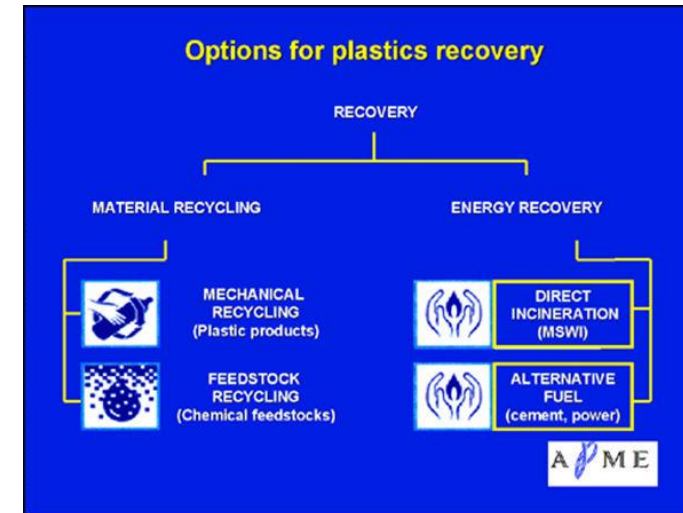 Options for plastics recovery
RECOVERY
MATERIAL RECYCLING
ENERGY RECOVERY
MECHANICAL
RECYCLING
(Plastic products)
DIRECT
INCINERATION
(MSWI)
FEEDSTOCK
RECYCLING
(Chemical feedstocks)
ALTERNATIVE
FUEL
(cement, power)
APME